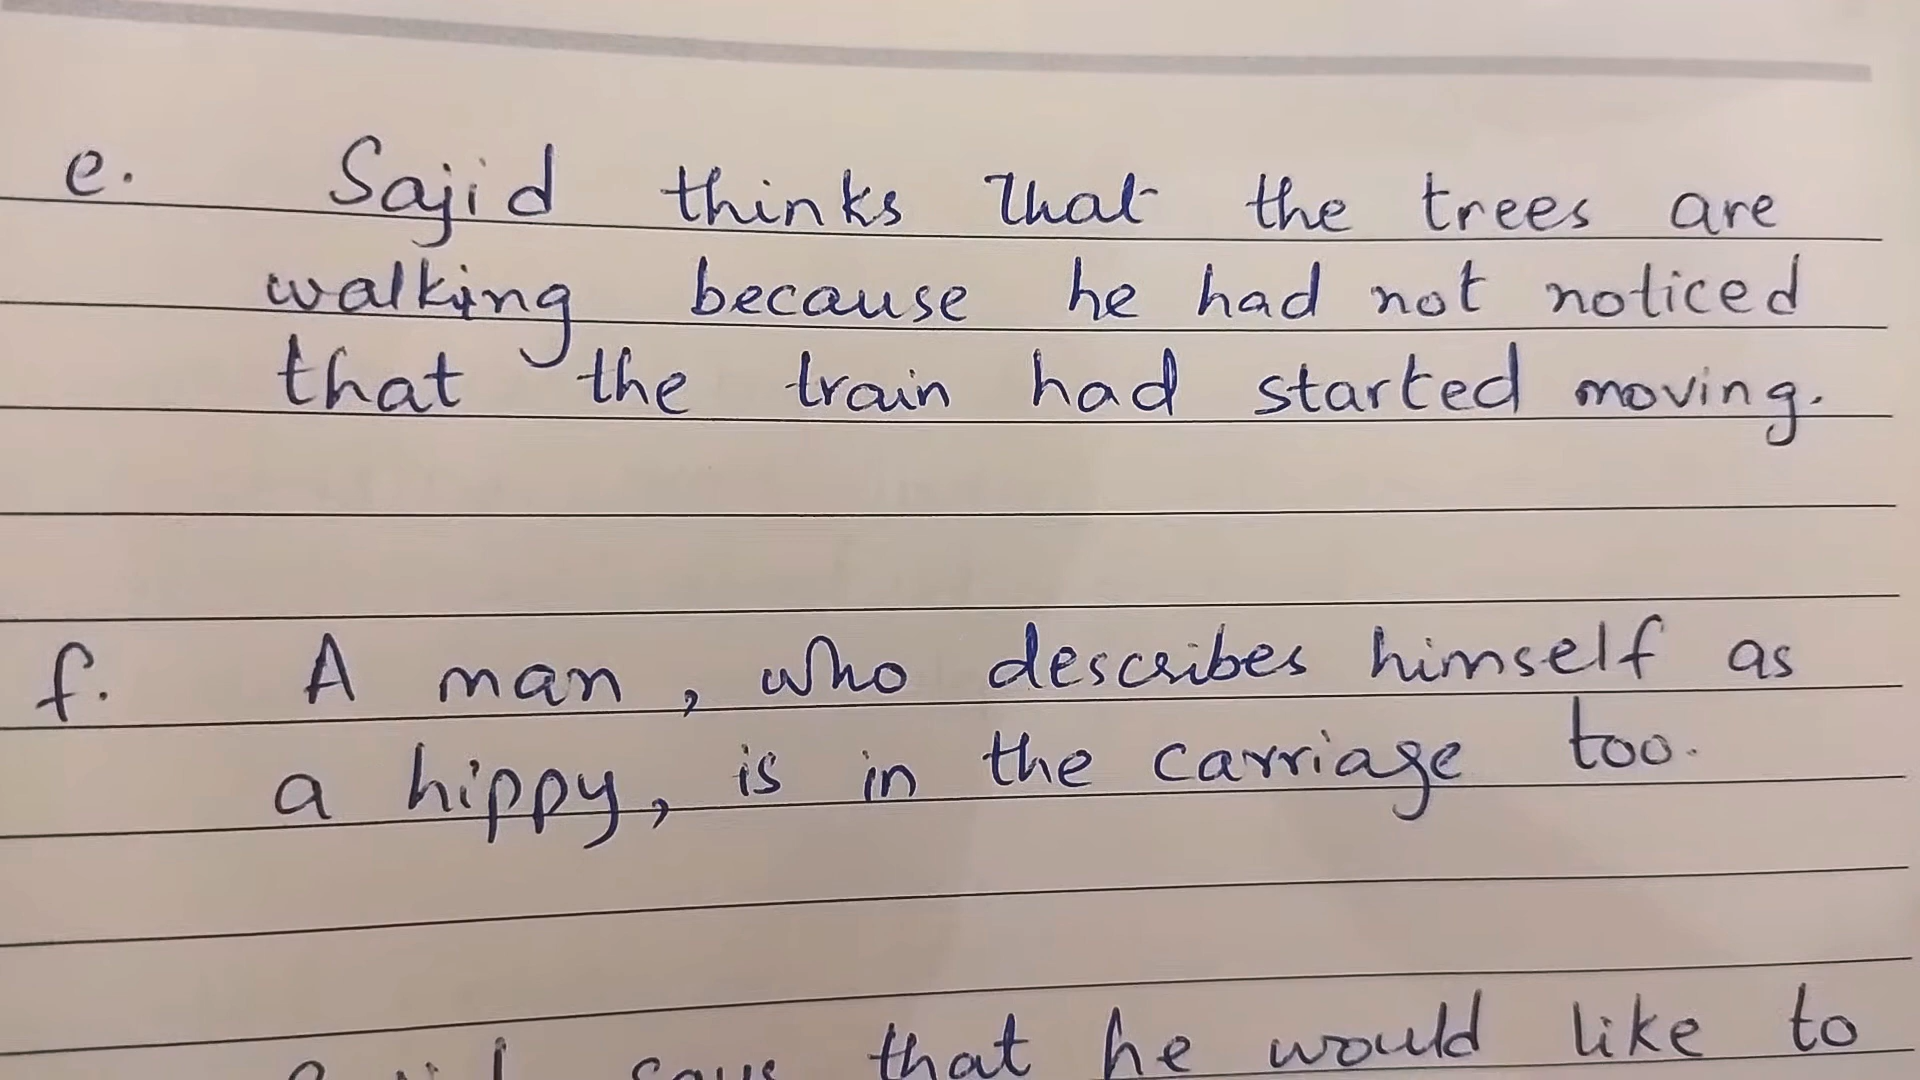 e. Sajid thinks that the trees are
walking because he had not noticed
that the train had started moving.
f. A man, who describes himself as
a hippy, is in the carriage too.
says that he would like to